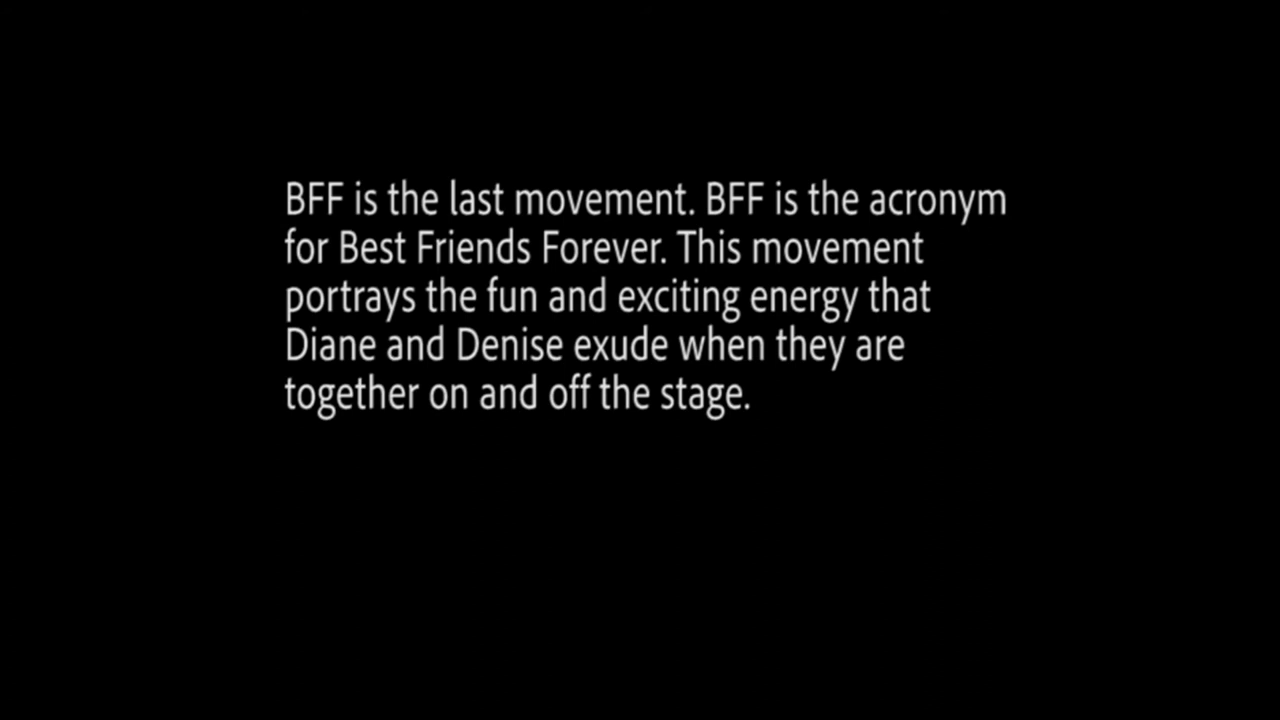 BFF is the last movement. BFF is the acronym
for Best Friends Forever. This movement
portrays the fun and exciting energy that
Diane and Denise exude when they are
together on and off the stage.